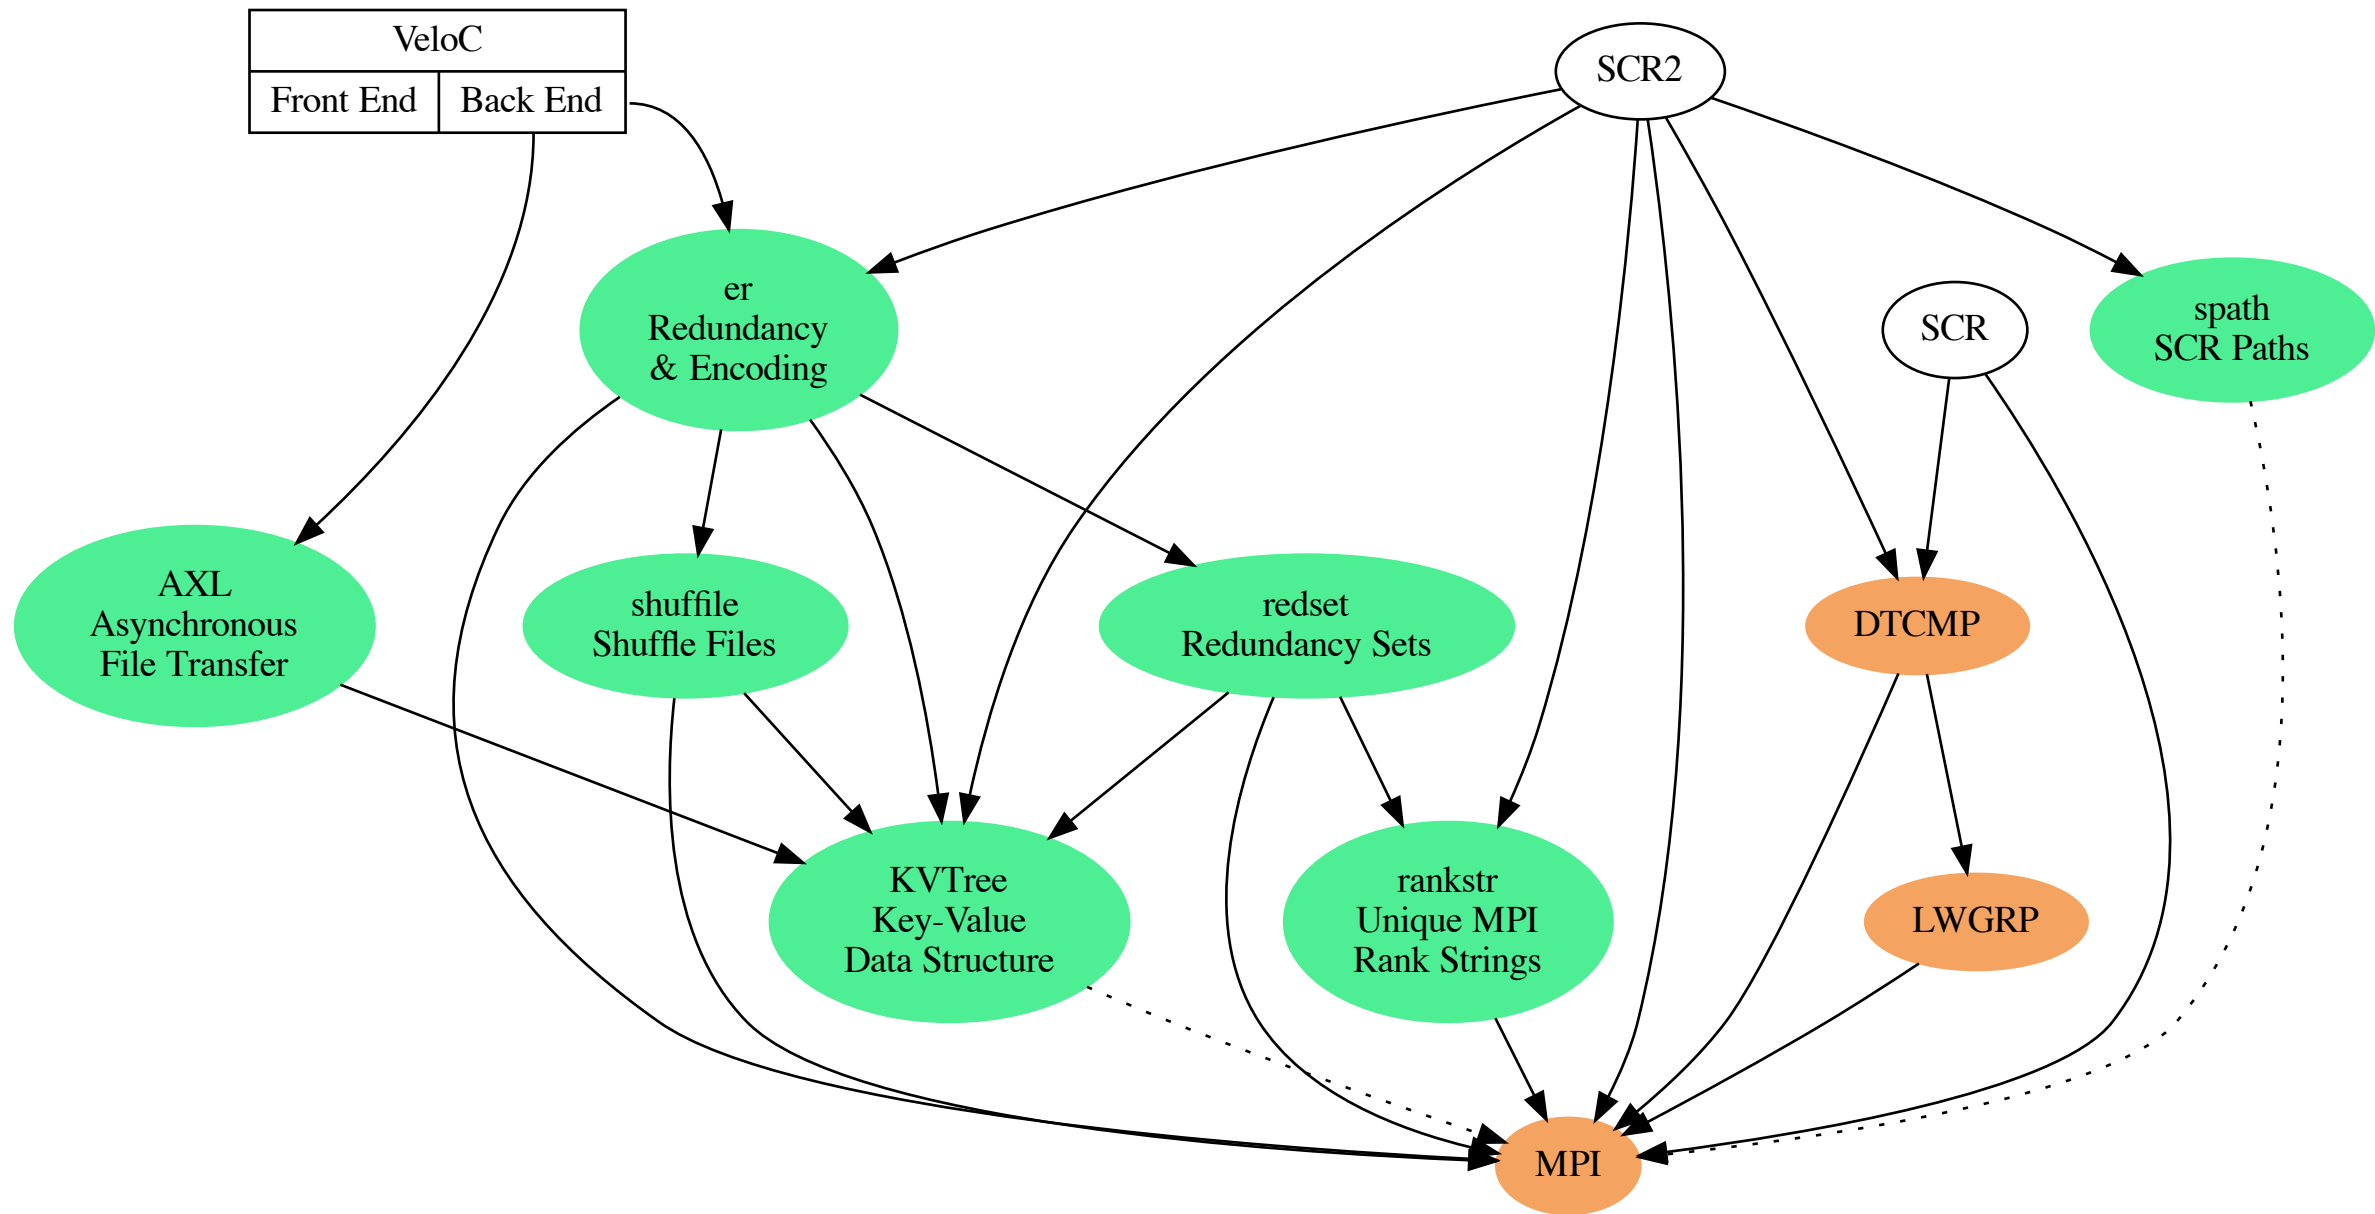 VeloC
Front End
Back End
SCR2
er
Redundancy
& Encoding
SCR
spath
SCR Paths
AXL
Asynchronous
File Transfer
shuffile
Shuffle Files
redset
Redundancy Sets
DTCMP
KVTree
Key-Value
Data Structure
rankstr
Unique MPI
Rank Strings
LWGRP
MPI